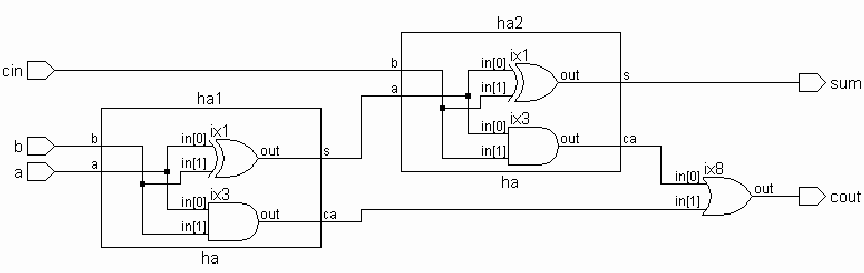 ha2
cin
b
in[0]
ix1
out
s
sum
a
in[1]
ha1
ix3
in[0]
out
ca
b
b
in[0]
ix1
in[1]
out
s
in[1]
a
a
ha
ix3
in[0]
out
ca
in[0]
ix8
out
cout
in[1]
in[1]
ha